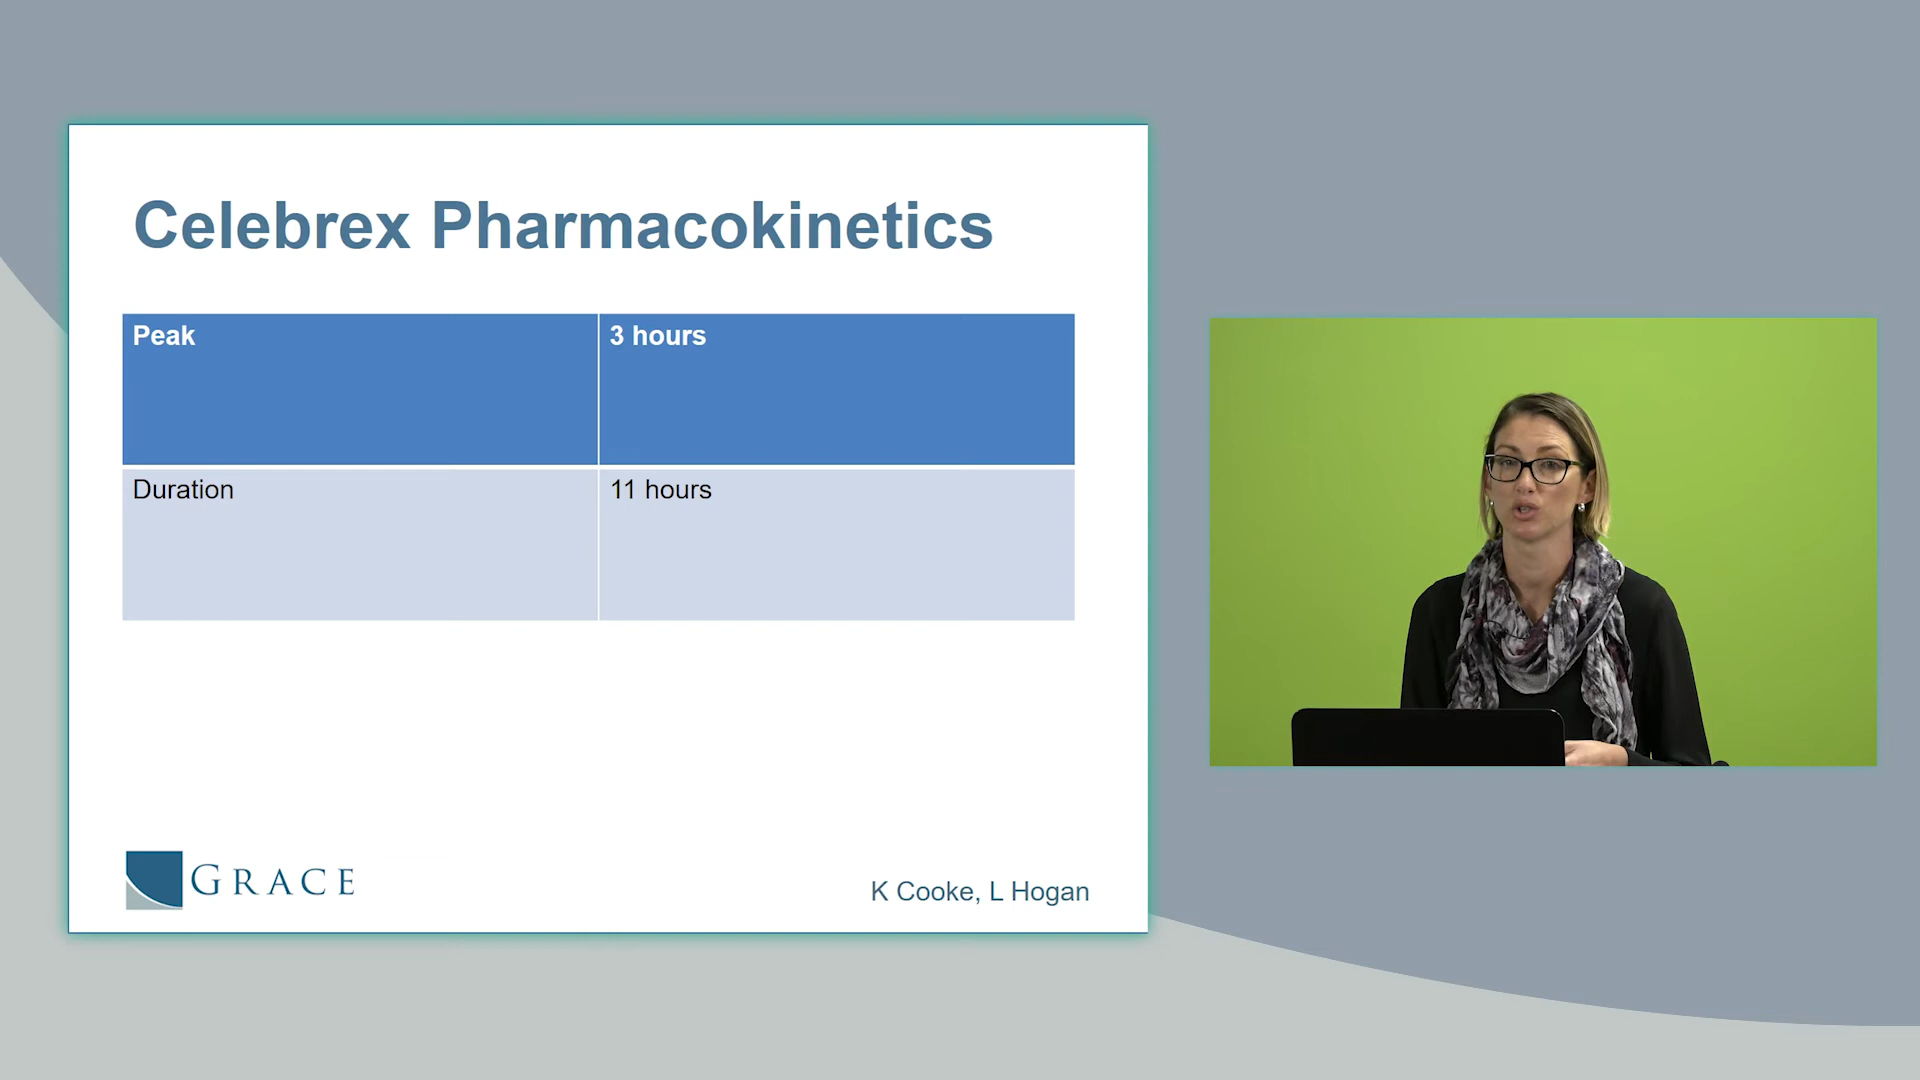 Celebrex Pharmacokinetics
Peak
3 hours
Duration
11 hours
GRACE
K Cooke, L Hogan